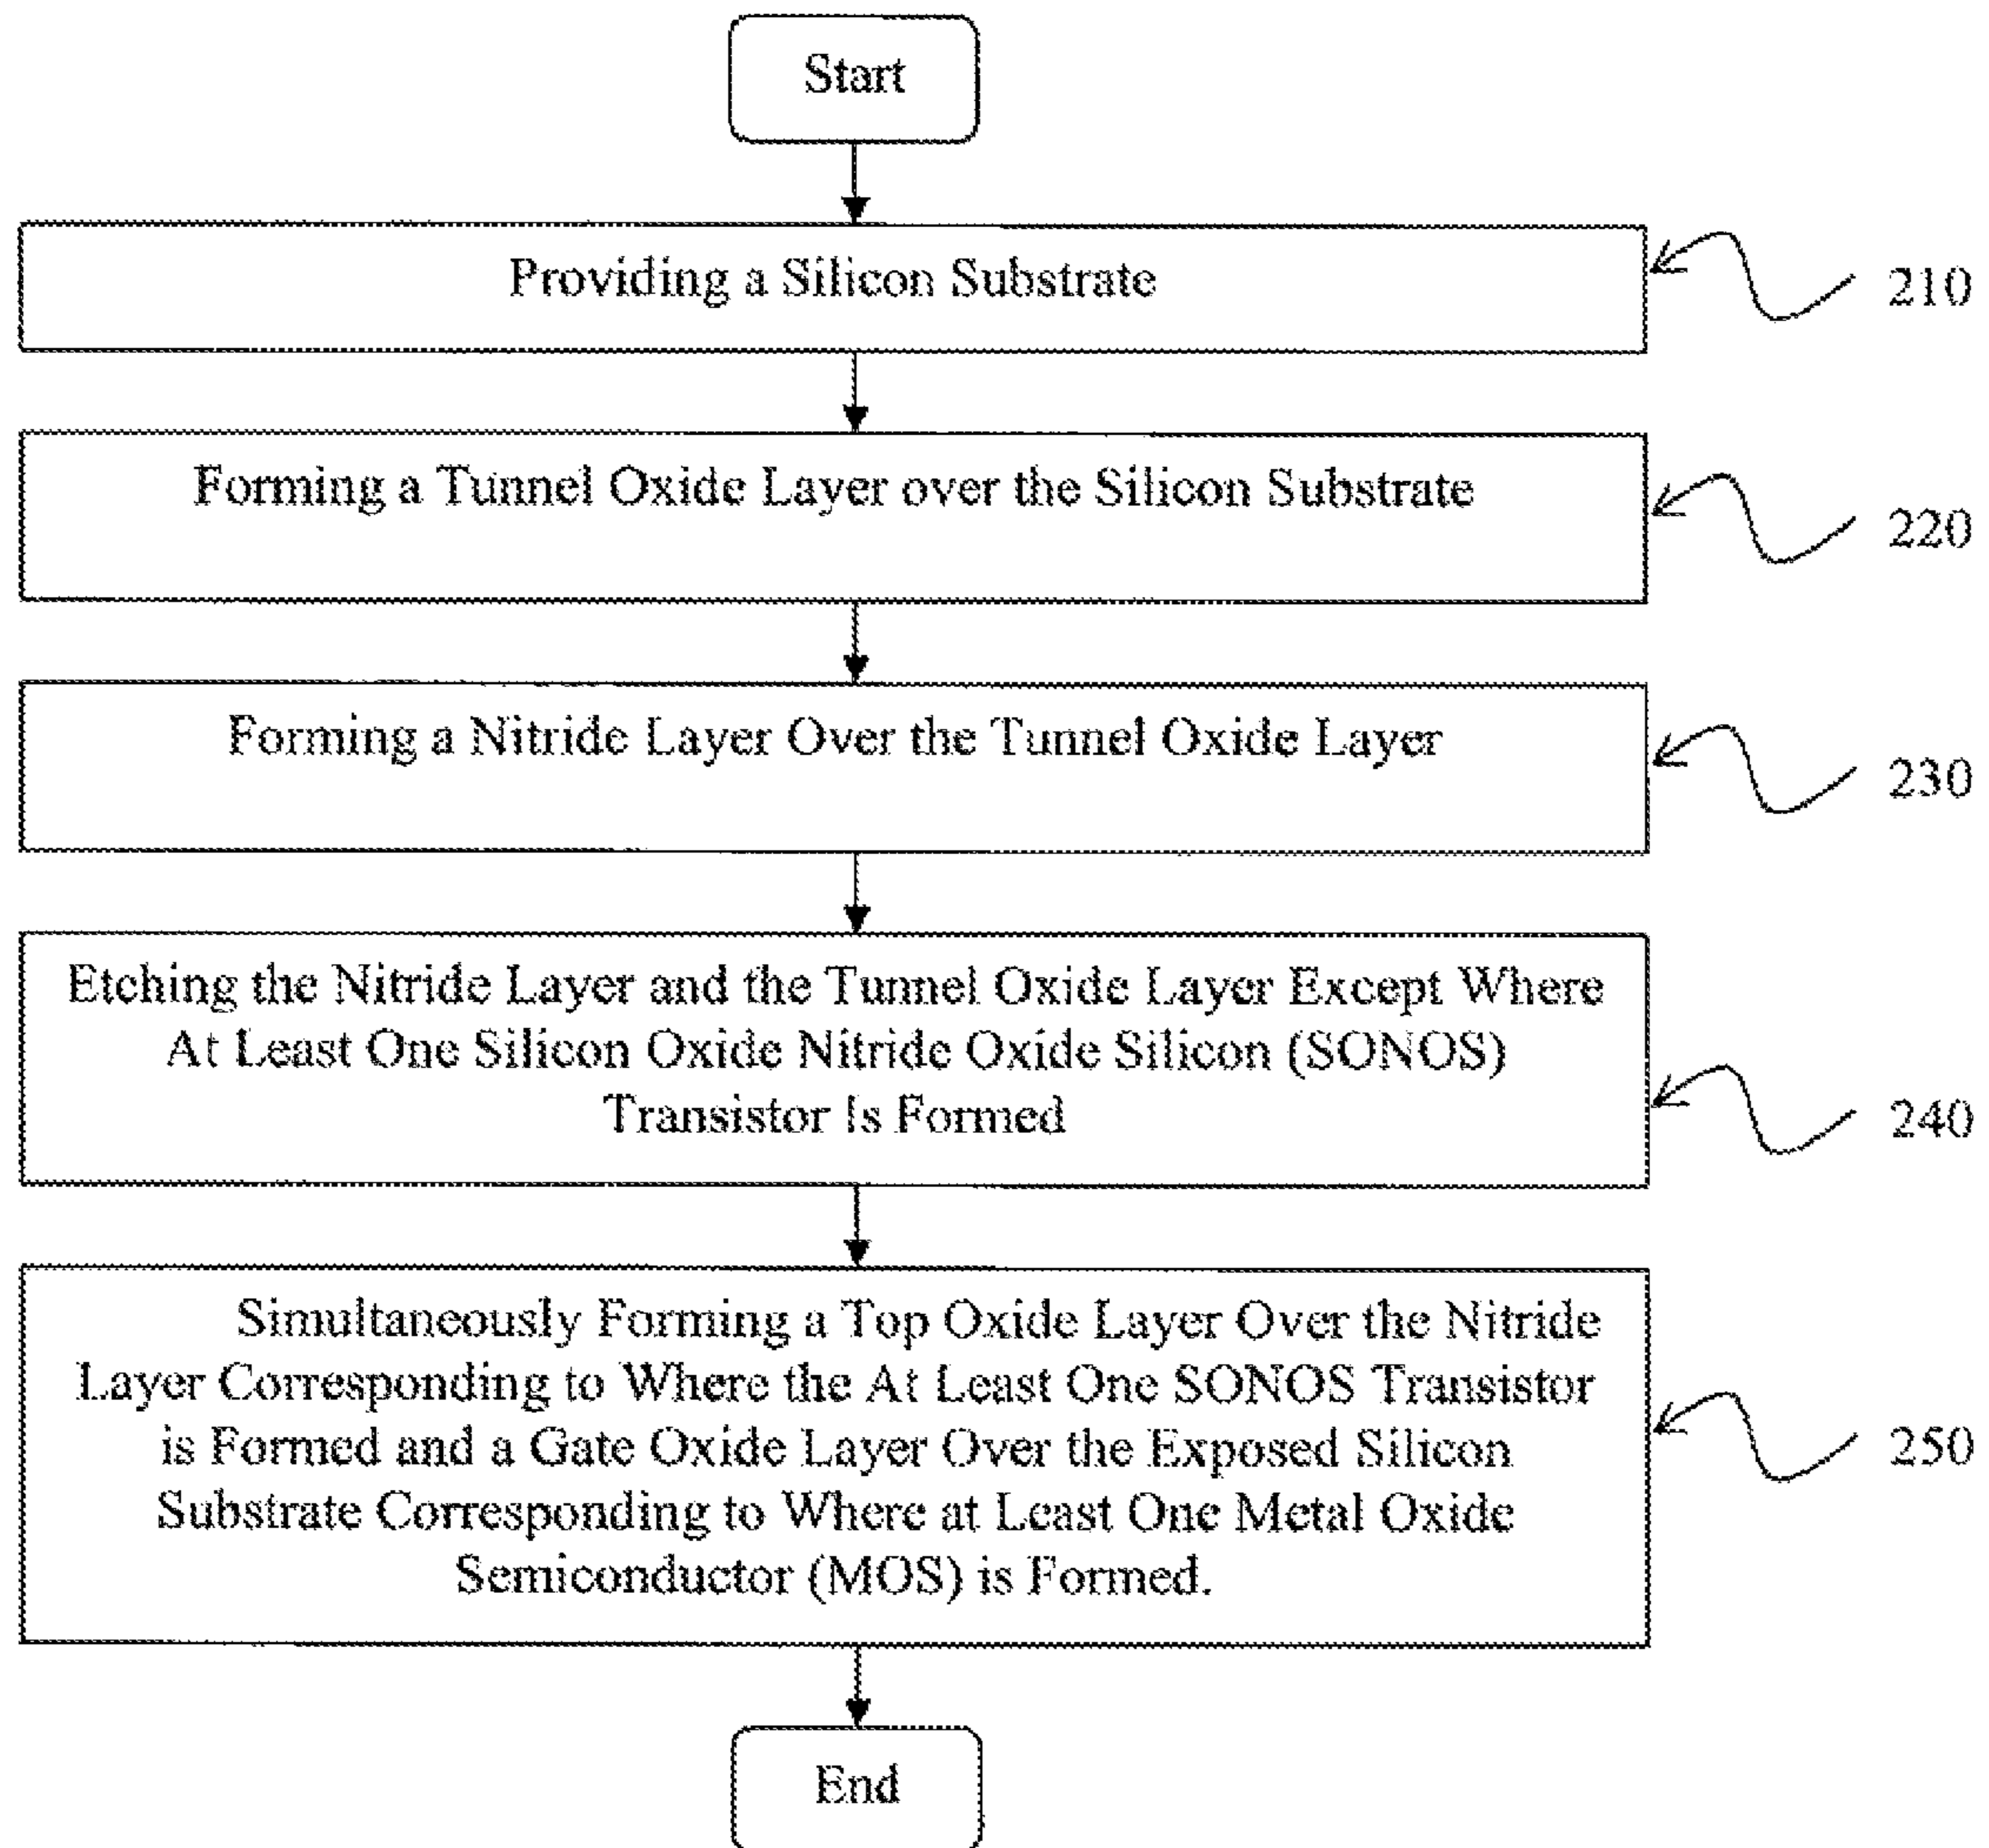 Start
Providing a Silicon Substrate
210
Forming a Tunnel Oxide Layer over the Silicon Substrate
220
Forming a Nitride Layer Over the Tunnel Oxide Layer
230
Etching the Nitride Layer and the Tunnel Oxide Layer Except Where
At Least One Silicon Oxide Nitride Oxide Silicon (SONOS)
Transistor Is Formed
240
Simultaneously Forming a Top Oxide Layer Over the Nitride
Layer Corresponding to Where the At Least One SONOS Transistor
is Formed and a Gate Oxide Layer Over the Exposed Silicon
Substrate Corresponding to Where at Least One Metal Oxide
Semiconductor (MOS) is Formed.
250
End